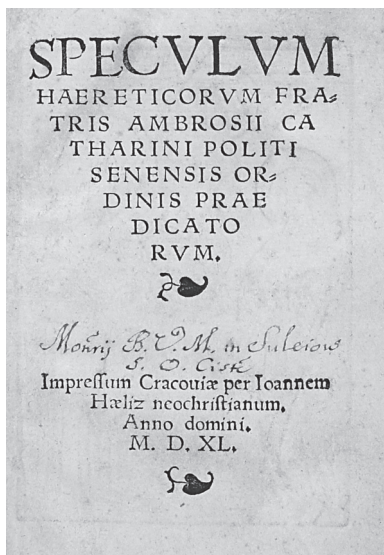 SPECVLVM
HAERETICORVM FRA⸗
TRIS AMBROSII CA
THARINI POLITI
SENENSIS OR⸗
DINIS PRAE
DICATO
RVM.
Monrij B. V. M. in Suleiow
S. O. Cist
Impreſſum Cracouiæ per Ioannem
Hæliz neochriſtianum.
Anno domini.
M. D. XL.